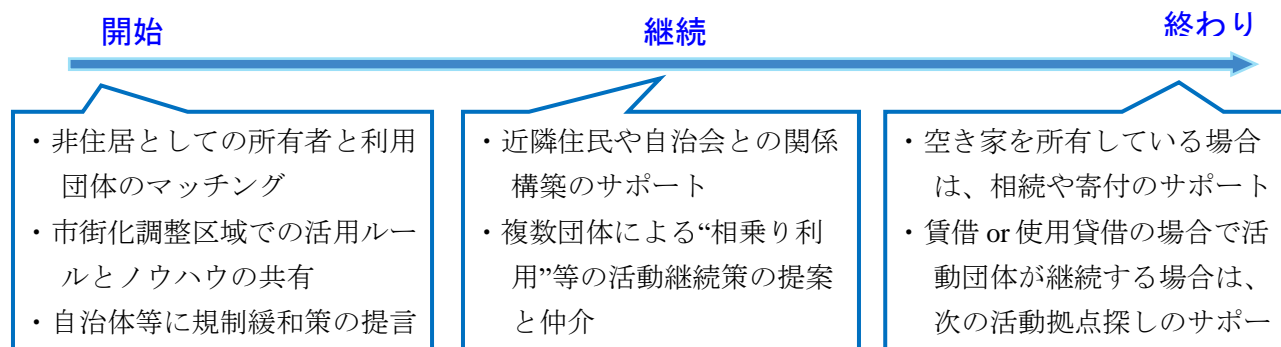 開始
継続
終わり
・非住居としての所有者と利用
団体のマッチング
・市街化調整区域での活用ルー
ルとノウハウの共有
・自治体等に規制緩和策の提言
・近隣住民や自治会との関係
構築のサポート
・複数団体による“相乗り利
用”等の活動継続策の提案
と仲介
・空き家を所有している場合
は、相続や寄付のサポート
・賃借 or 使用貸借の場合で活
動団体が継続する場合は、
次の活動拠点探しのサポー